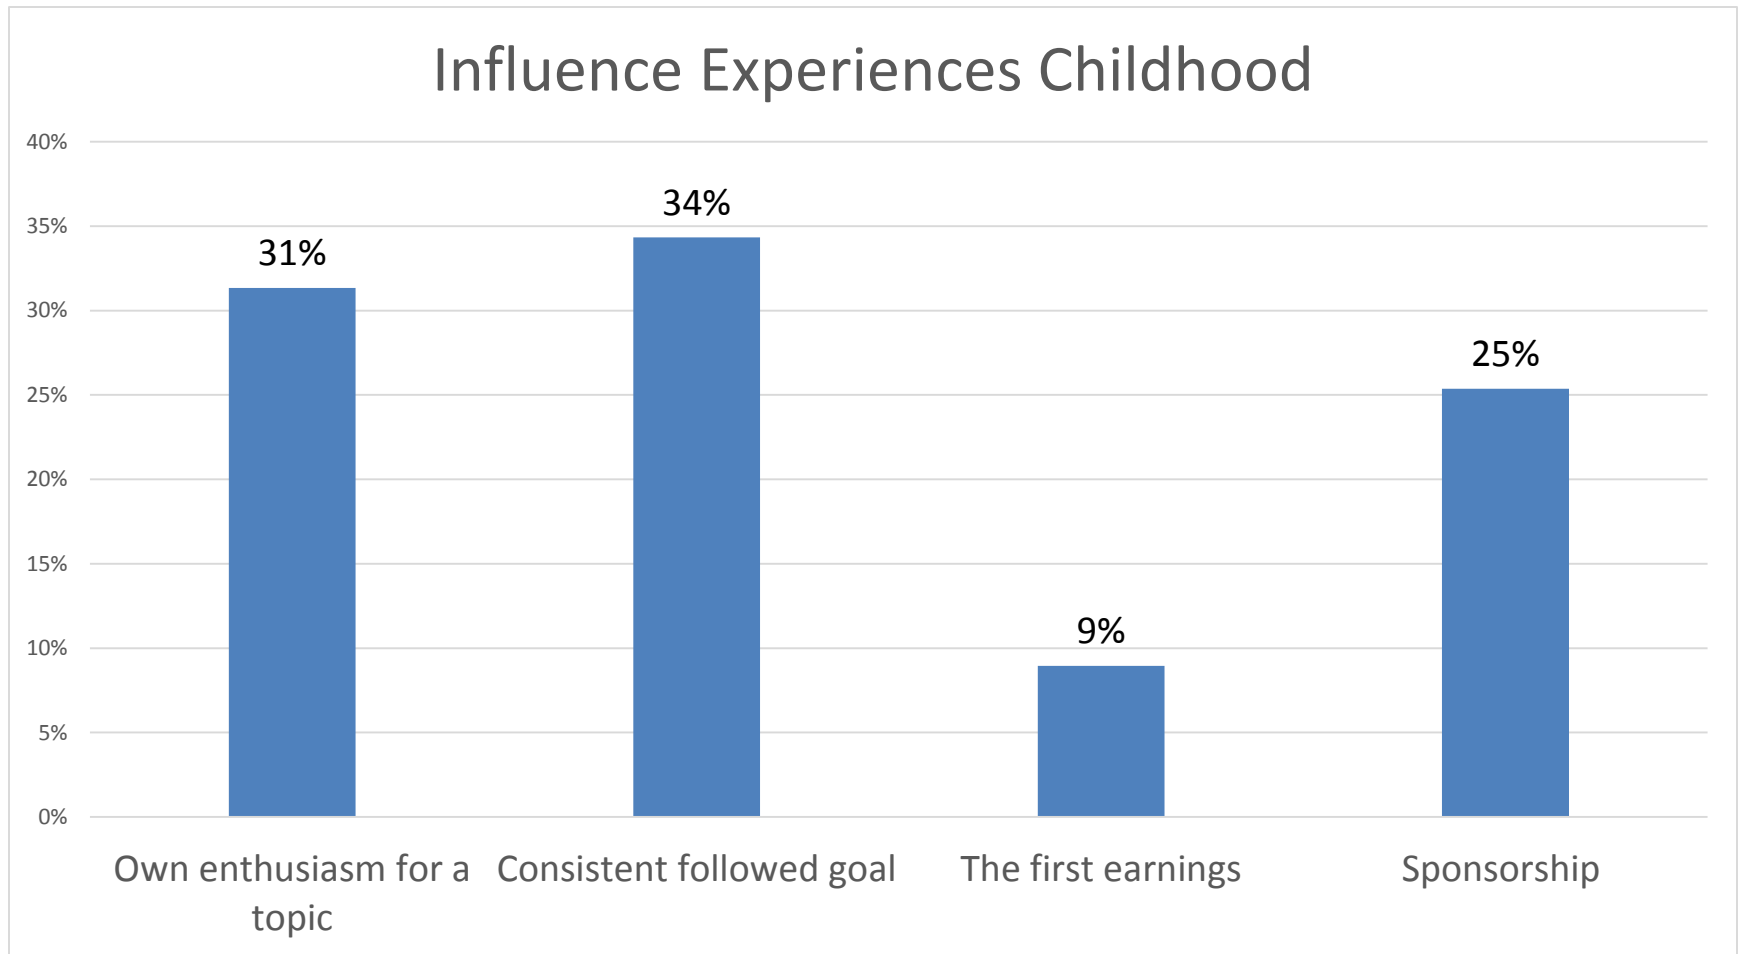 Influence Experiences Childhood
40%
35%
30%
25%
20%
15%
10%
5%
0%
31%
34%
9%
25%
Own enthusiasm for a
topic
Consistent followed goal
The first earnings
Sponsorship